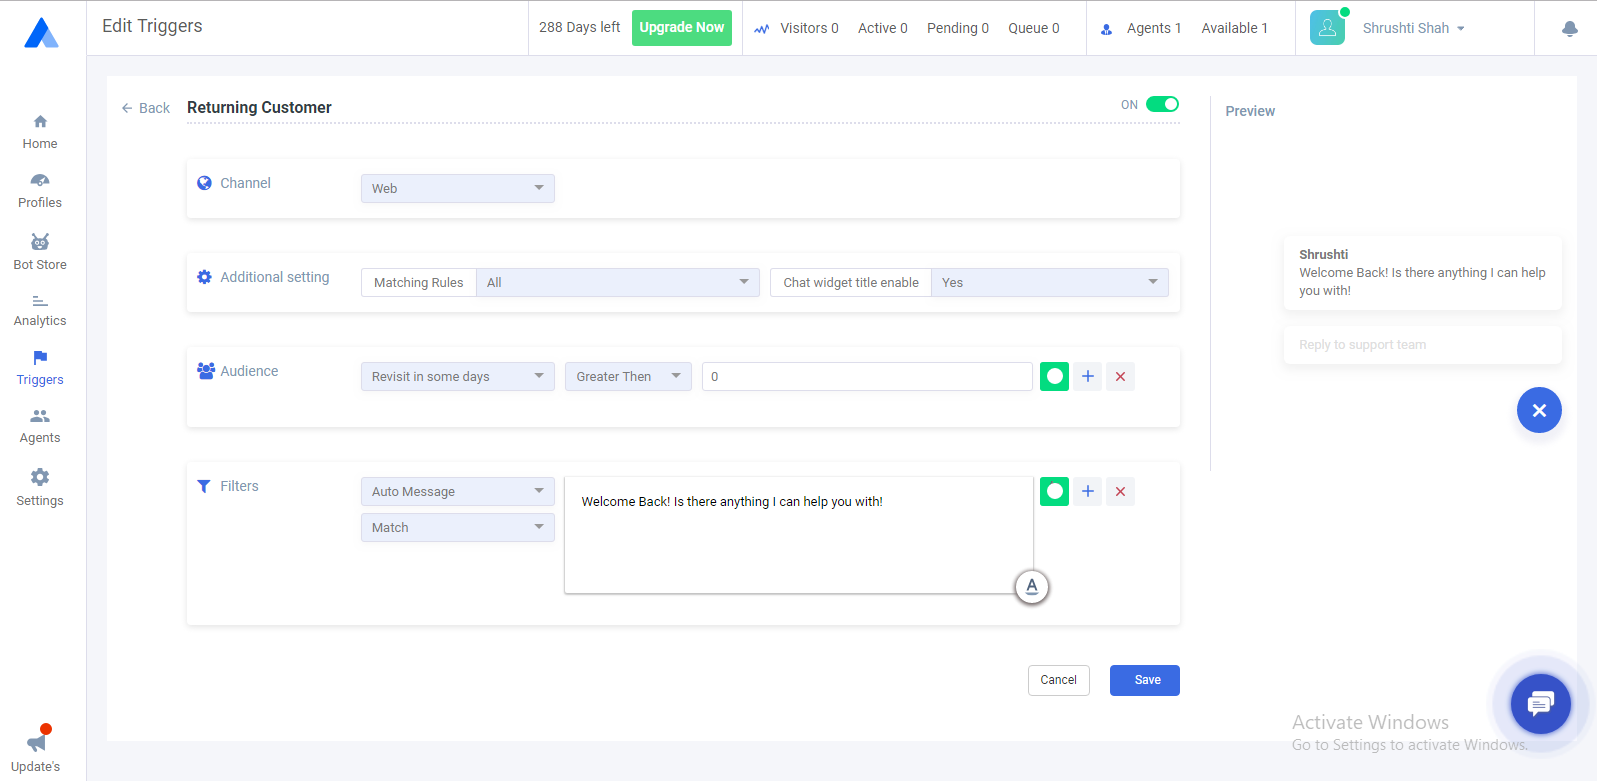 Edit Triggers
288 Days left
Upgrade Now
Visitors 0 Active 0 Pending 0 Queue 0
Agents 1 Available 1
Shrushti Shah
Home
Profiles
Bot Store
Analytics
Triggers
Agents
Settings
Update's
Back
Returning Customer
ON
Channel
Web
Additional setting
Matching Rules All
Chat widget title enable Yes
Audience
Revisit in some days
Greater Then
0
Filters
Auto Message
Match
Welcome Back! Is there anything I can help you with!
A
Cancel
Save
Preview
Shrushti
Welcome Back! Is there anything I can help
you with!
Reply to support team
Activate Windows
Go to Settings to activate Windows.